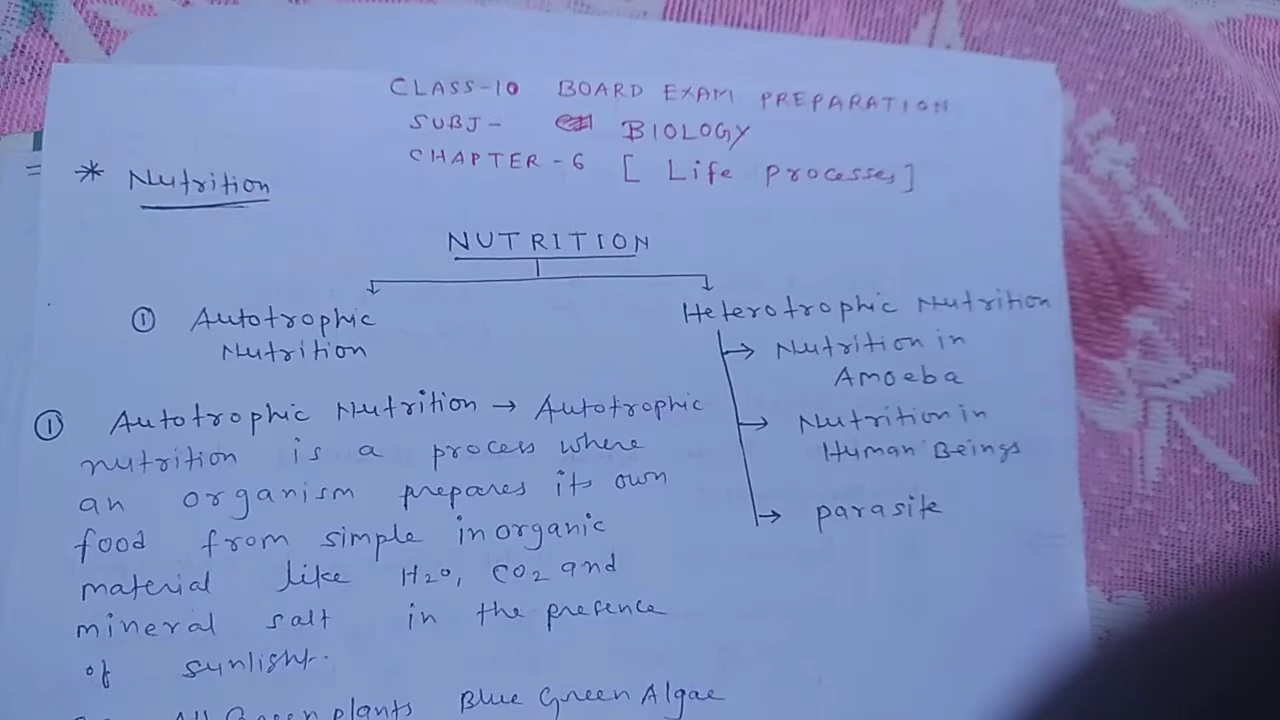 CLASS-10 BOARD EXAM PREPARATION
SUBJ- BIOLOGY
CHAPTER-6 [ Life processes]
* Nutrition
NUTRITION
① Autotrophic
Nutrition
Heterotrophic Nutrition
→ Nutrition in
Amoeba
→ Nutrition in
Human Beings
→ parasite
① Autotrophic Nutrition → Autotrophic
nutrition is a process where
an organism prepares its own
food from simple inorganic
material like H2O, CO2 and
mineral salt in the presence
of sunlight.
All Green plants Blue Green Algae